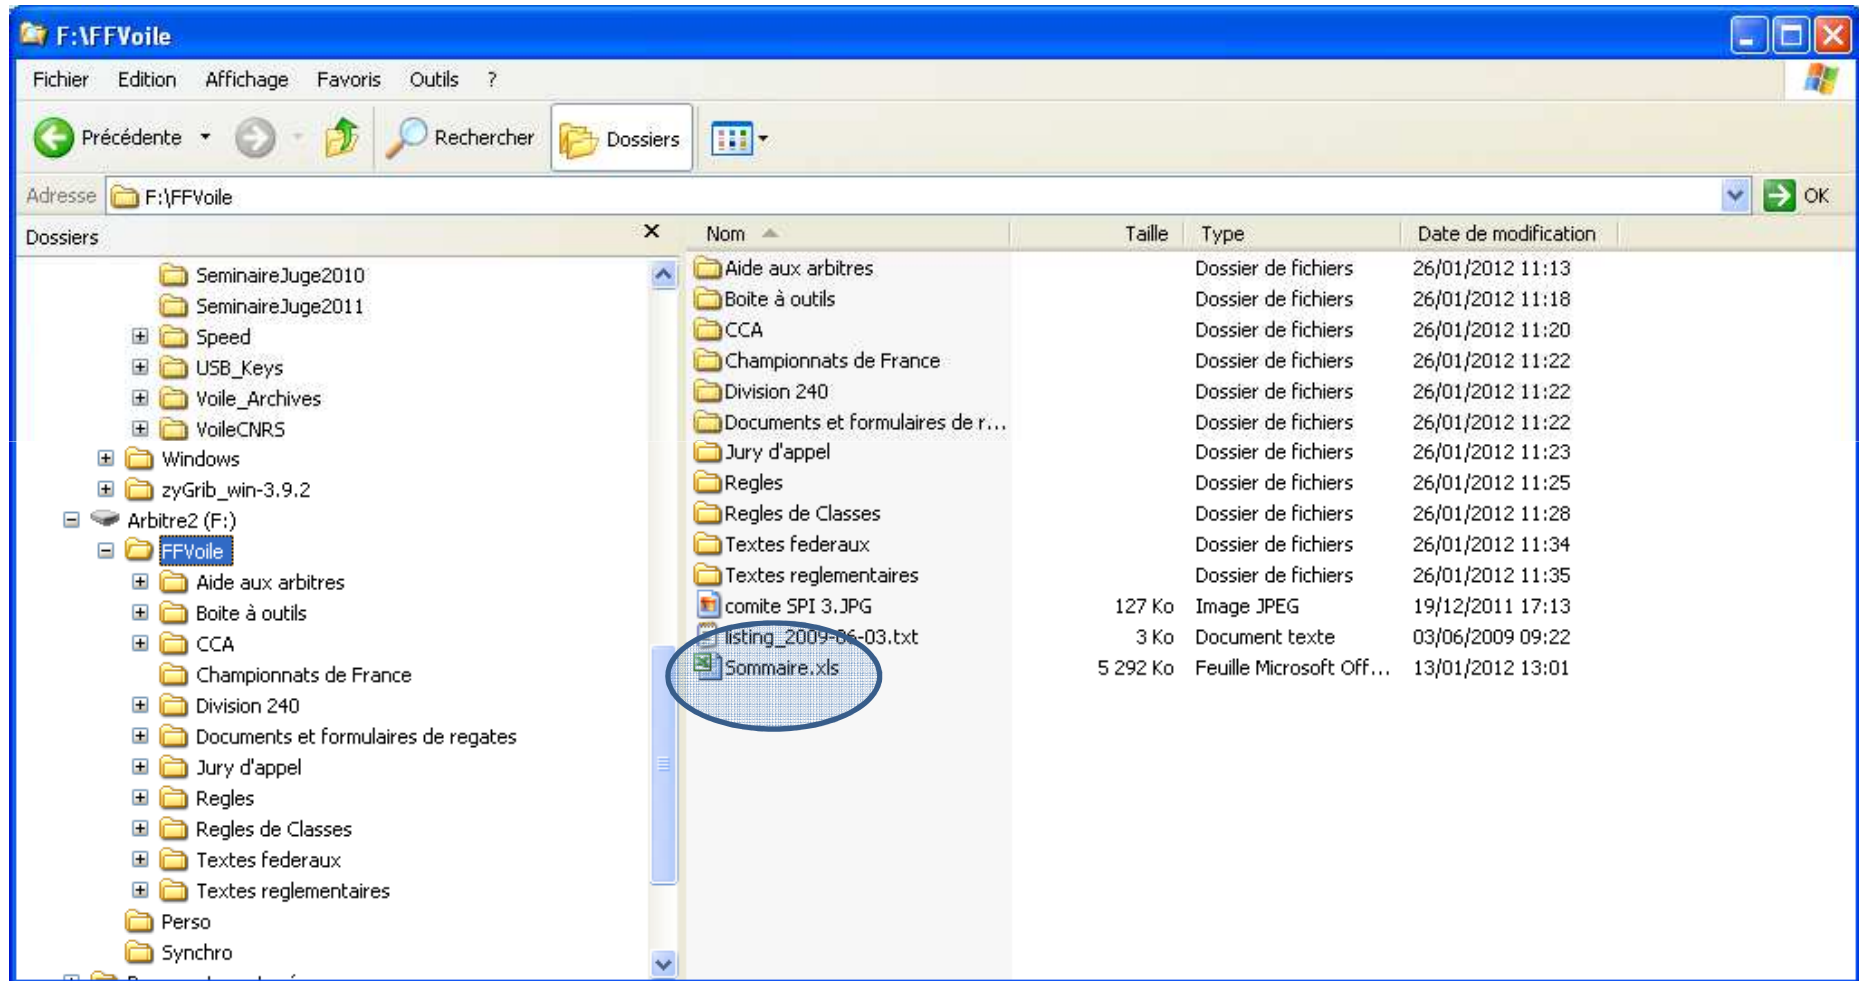 F:\FFVoile
Fichier Edition Affichage Favoris Outils ?
Précédente Rechercher Dossiers
Adresse F:\FFVoile OK
Dossiers
SeminaireJuge2010
SeminaireJuge2011
Speed
USB_Keys
Voile_Archives
VoileCNRS
Windows
zyGrib_win-3.9.2
Arbitre2 (F:)
FFVoile
Aide aux arbitres
Boite à outils
CCA
Championnats de France
Division 240
Documents et formulaires de regates
Jury d'appel
Regles
Regles de Classes
Textes federaux
Textes reglementaires
Perso
Synchro
Nom Taille Type Date de modification
Aide aux arbitres Dossier de fichiers 26/01/2012 11:13
Boite à outils Dossier de fichiers 26/01/2012 11:18
CCA Dossier de fichiers 26/01/2012 11:20
Championnats de France Dossier de fichiers 26/01/2012 11:22
Division 240 Dossier de fichiers 26/01/2012 11:22
Documents et formulaires de r... Dossier de fichiers 26/01/2012 11:22
Jury d'appel Dossier de fichiers 26/01/2012 11:23
Regles Dossier de fichiers 26/01/2012 11:25
Regles de Classes Dossier de fichiers 26/01/2012 11:28
Textes federaux Dossier de fichiers 26/01/2012 11:34
Textes reglementaires Dossier de fichiers 26/01/2012 11:35
comite SPI 3.JPG 127 Ko Image JPEG 19/12/2011 17:13
listing_2009-06-03.txt 3 Ko Document texte 03/06/2009 09:22
Sommaire.xls 5 292 Ko Feuille Microsoft Off... 13/01/2012 13:01